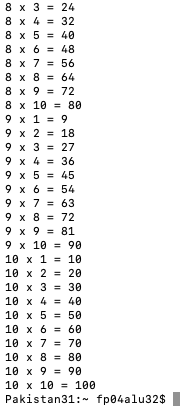 8 x 3 = 24
8 x 4 = 32
8 x 5 = 40
8 x 6 = 48
8 x 7 = 56
8 x 8 = 64
8 x 9 = 72
8 x 10 = 80
9 x 1 = 9
9 x 2 = 18
9 x 3 = 27
9 x 4 = 36
9 x 5 = 45
9 x 6 = 54
9 x 7 = 63
9 x 8 = 72
9 x 9 = 81
9 x 10 = 90
10 x 1 = 10
10 x 2 = 20
10 x 3 = 30
10 x 4 = 40
10 x 5 = 50
10 x 6 = 60
10 x 7 = 70
10 x 8 = 80
10 x 9 = 90
10 x 10 = 100
Pakistan31:~ fp04alu32$